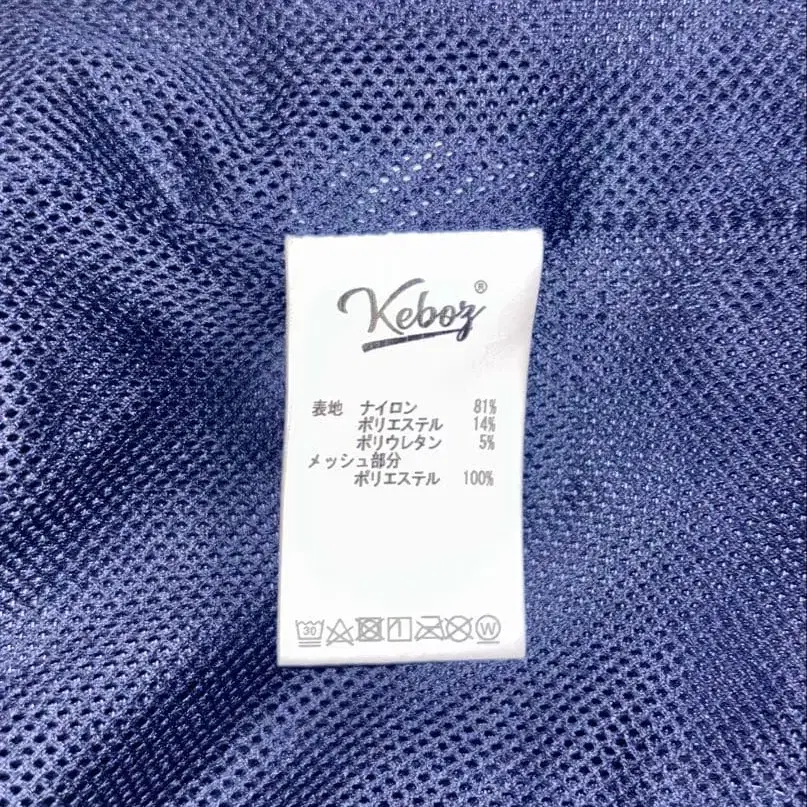 Keboz®
表地 ナイロン 81%
ポリエステル 14%
ポリウレタン 5%
メッシュ部分
ポリエステル 100%
30 W